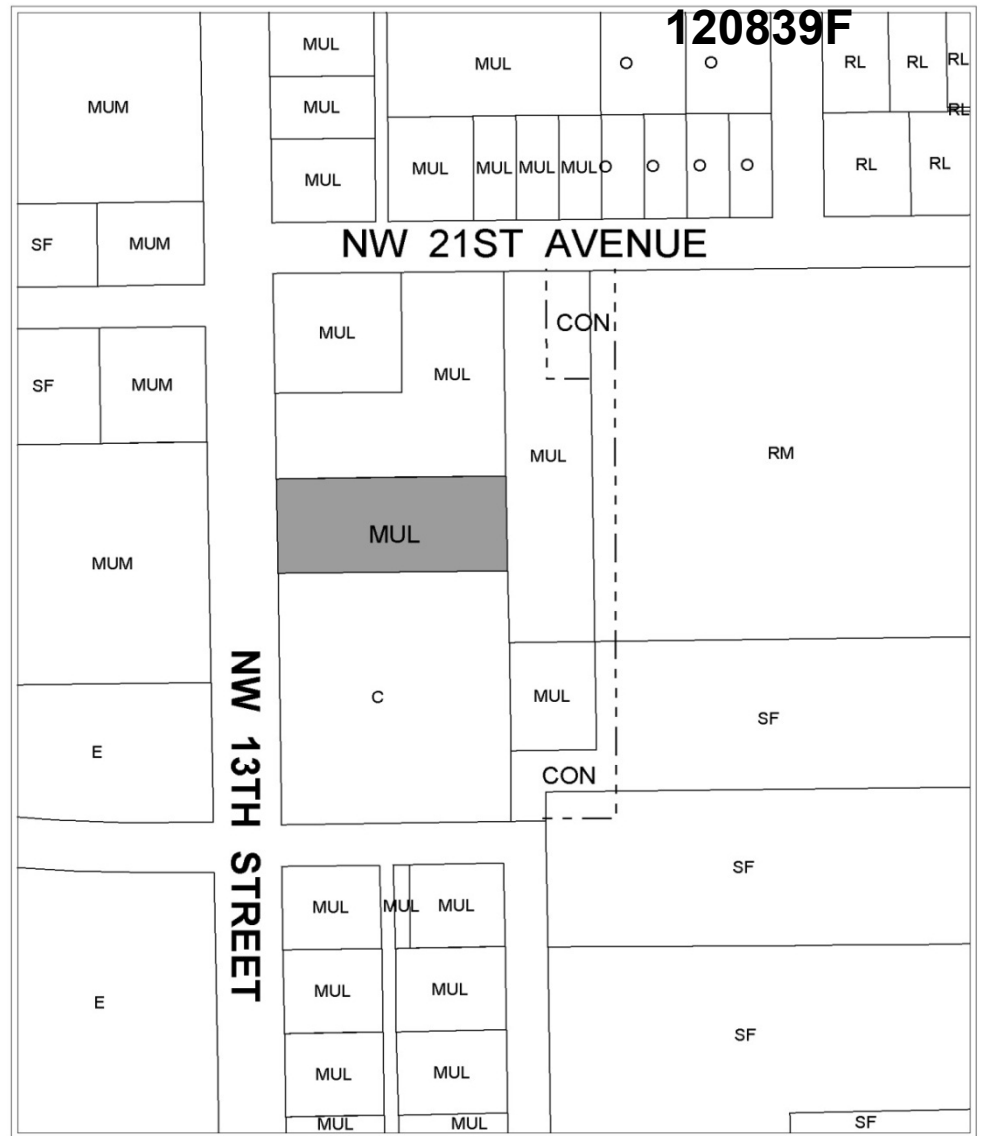 120839F
MUL MUL O O RL RL RL
MUM MUL RL
MUL MUL MUL MUL MUL O O O O RL RL
SF MUM NW 21ST AVENUE
MUL CON
SF MUM MUL
MUL RM
MUL
MUM
NW 13TH STREET
C MUL SF
E CON
SF
MUL MUL MUL
E MUL MUL
SF
MUL MUL
MUL MUL SF